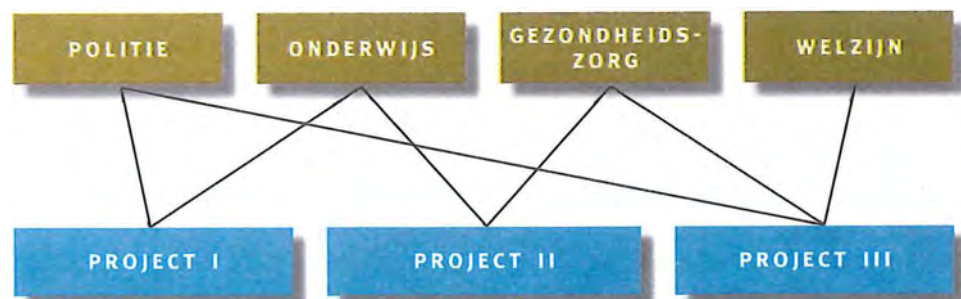 POLITIE
ONDERWIJS
GEZONDHEIDS-
ZORG
WELZIJN
PROJECT I
PROJECT II
PROJECT III